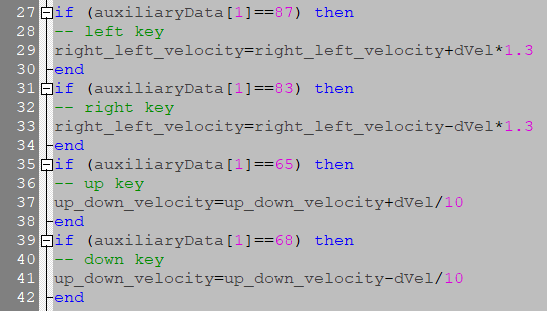 27 if (auxiliaryData[1]==87) then
28 -- left key
29 right_left_velocity=right_left_velocity+dVel*1.3
30 end
31 if (auxiliaryData[1]==83) then
32 -- right key
33 right_left_velocity=right_left_velocity-dVel*1.3
34 end
35 if (auxiliaryData[1]==65) then
36 -- up key
37 up_down_velocity=up_down_velocity+dVel/10
38 end
39 if (auxiliaryData[1]==68) then
40 -- down key
41 up_down_velocity=up_down_velocity-dVel/10
42 end